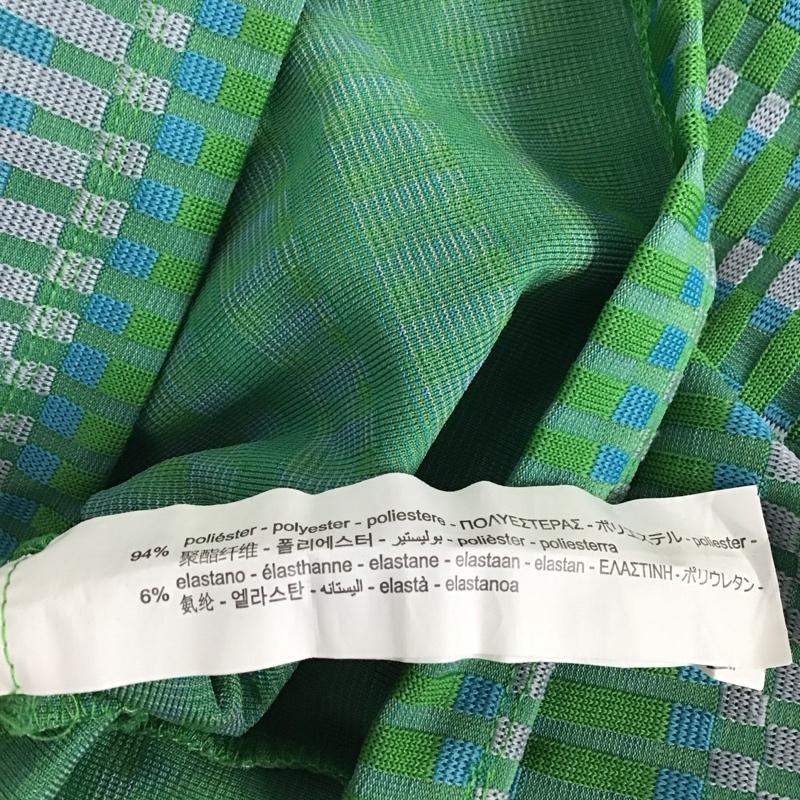 94% poliéster - polyester - poliestere - ΠΟΛΥΕΣΤΕΡΑΣ - ポリエステル - poliester -
聚酯纤维 - 폴리에스터 - بوليستير - polièster - poliesterra
6% elastano - élasthanne - elastane - elastaan - elastan - ΕΛΑΣΤΙΝΗ - ポリウレタン -
氨纶 - 엘라스탄 - اليستانه - elastà - elastanoa